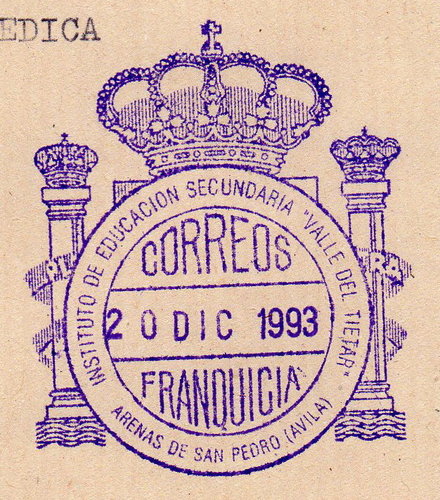 EDICA
INSTITUTO DE EDUCACION SECUNDARIA "VALLE DEL TIETAR"
CORREOS
20 DIC 1993
FRANQUICIA
ARENAS DE SAN PEDRO (AVILA)